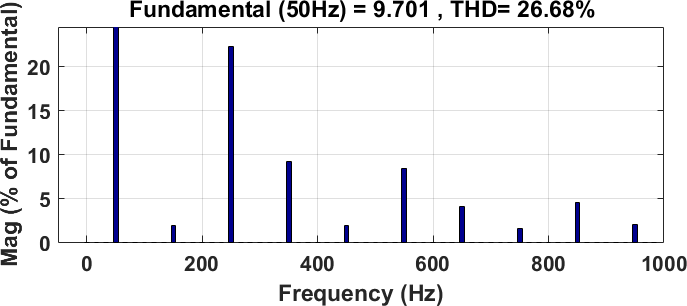 Fundamental (50Hz) = 9.701 , THD= 26.68%
Mag (% of Fundamental)
20
15
10
5
0
0 200 400 600 800 1000
Frequency (Hz)